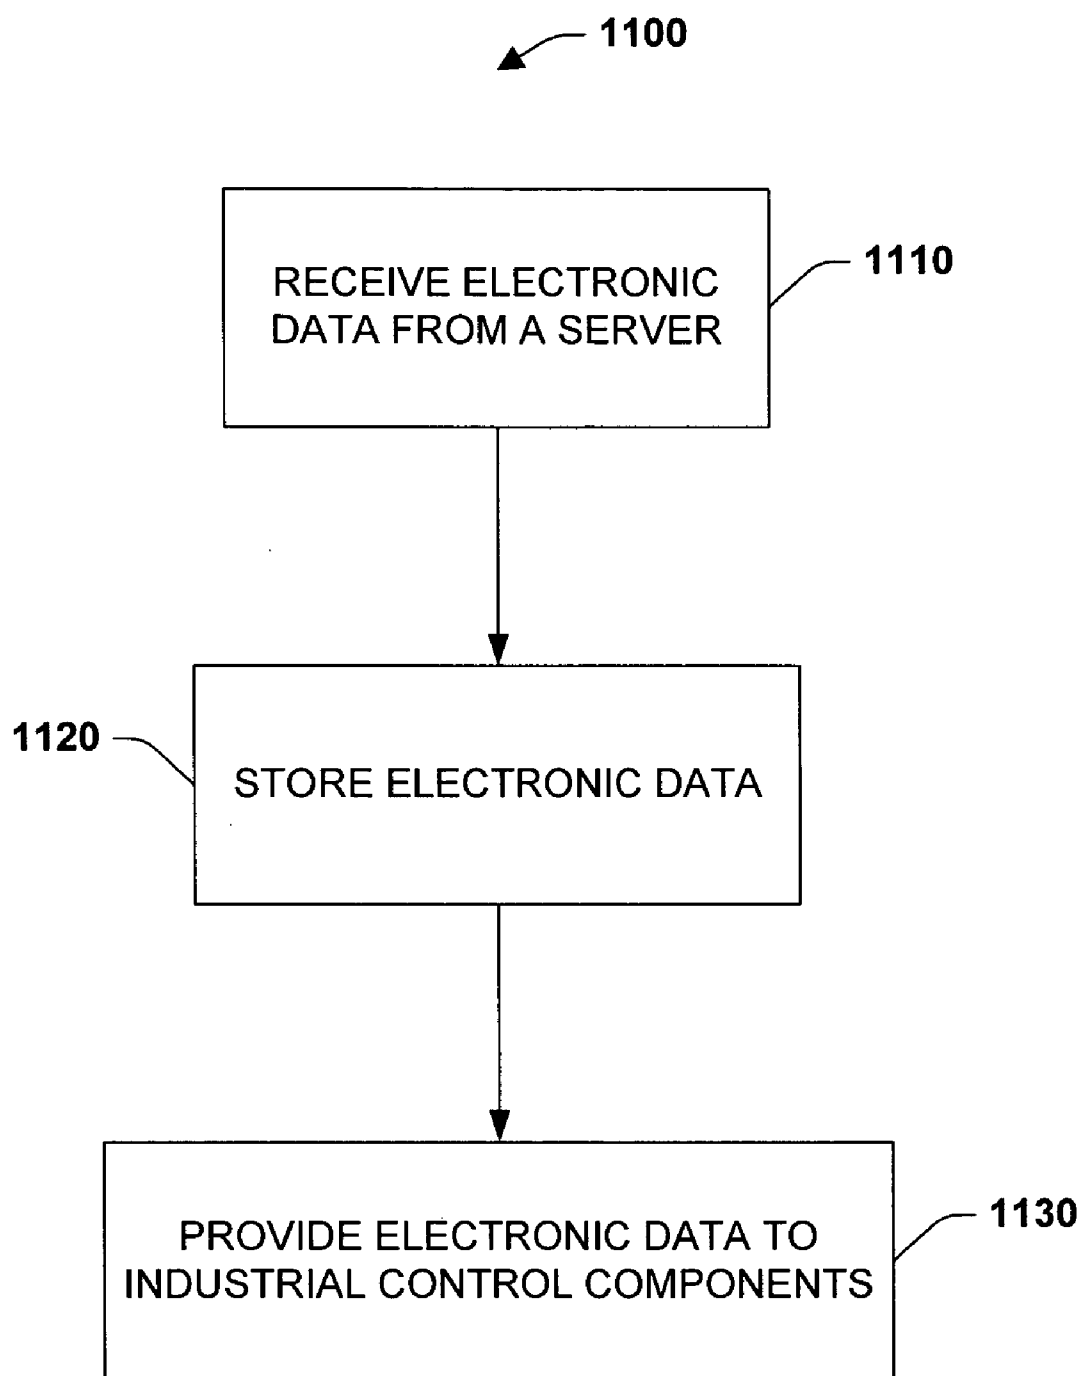 1100
RECEIVE ELECTRONIC
DATA FROM A SERVER
1110
1120
STORE ELECTRONIC DATA
PROVIDE ELECTRONIC DATA TO
INDUSTRIAL CONTROL COMPONENTS
1130